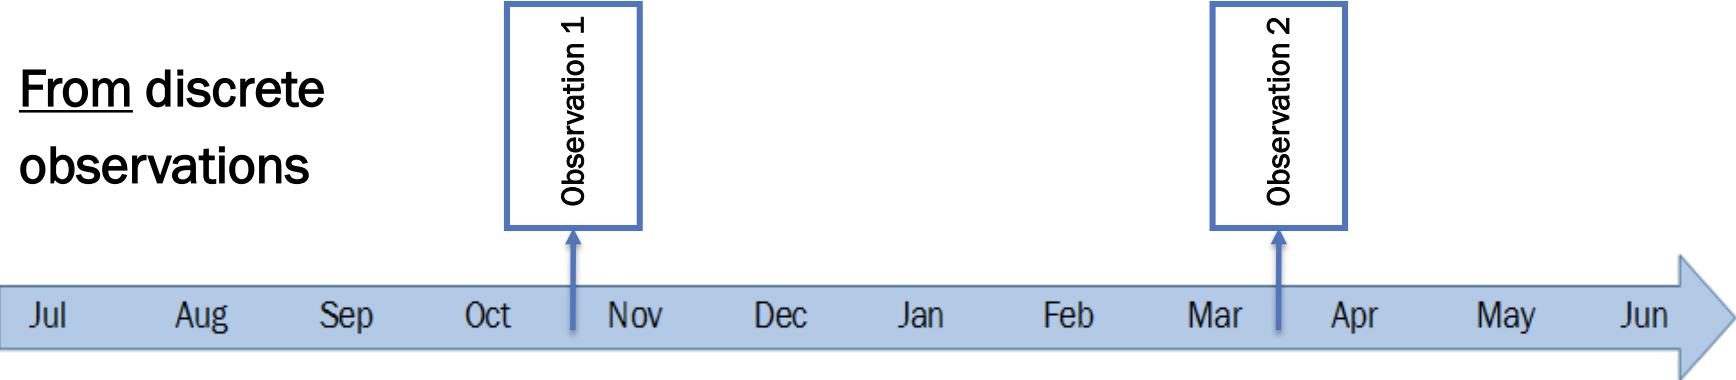 From discrete
observations
Observation 1
Observation 2
Jul Aug Sep Oct Nov Dec Jan Feb Mar Apr May Jun